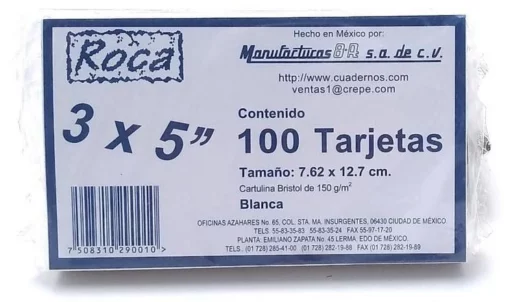 Roca
Hecho en México por:
Manufacturas 8-A s.a. de c.v.
http://www.cuadernos.com
ventas1@crepe.com
3 x 5”
Contenido
100 Tarjetas
Tamaño: 7.62 x 12.7 cm.
Cartulina Bristol de 150 g/m²
Blanca
OFICINAS AZAHARES No. 65, COL. STA. MA. INSURGENTES, 06430 CIUDAD DE MÉXICO
TELS. 55-83-35-83 55-83-35-24 FAX 55-97-17-20
PLANTA: EMILIANO ZAPATA No. 45 LERMA, EDO DE MÉXICO.
TELS. (01 728) 285-41-00 (01 728) 282-19-88 FAX (01 728) 282-19-89
7 508310 290010 >